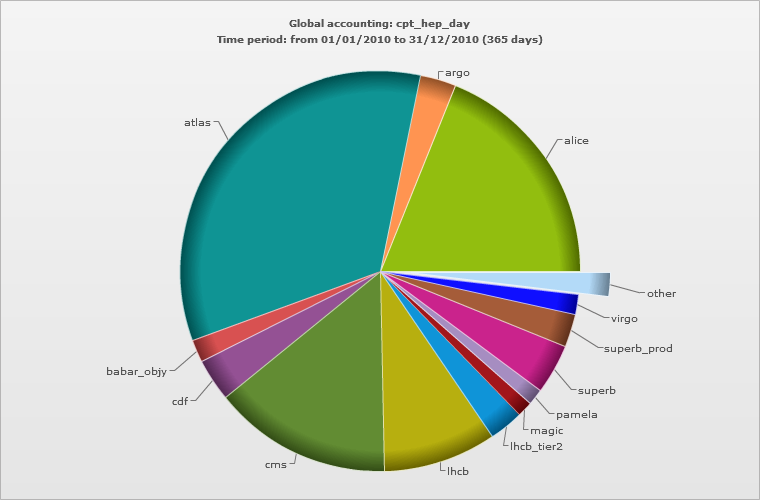 Global accounting: cpt_hep_day
Time period: from 01/01/2010 to 31/12/2010 (365 days)
argo
atlas
alice
other
virgo
superb_prod
babar_objy
superb
cdf
pamela
magic
lhcb_tier2
cms
lhcb